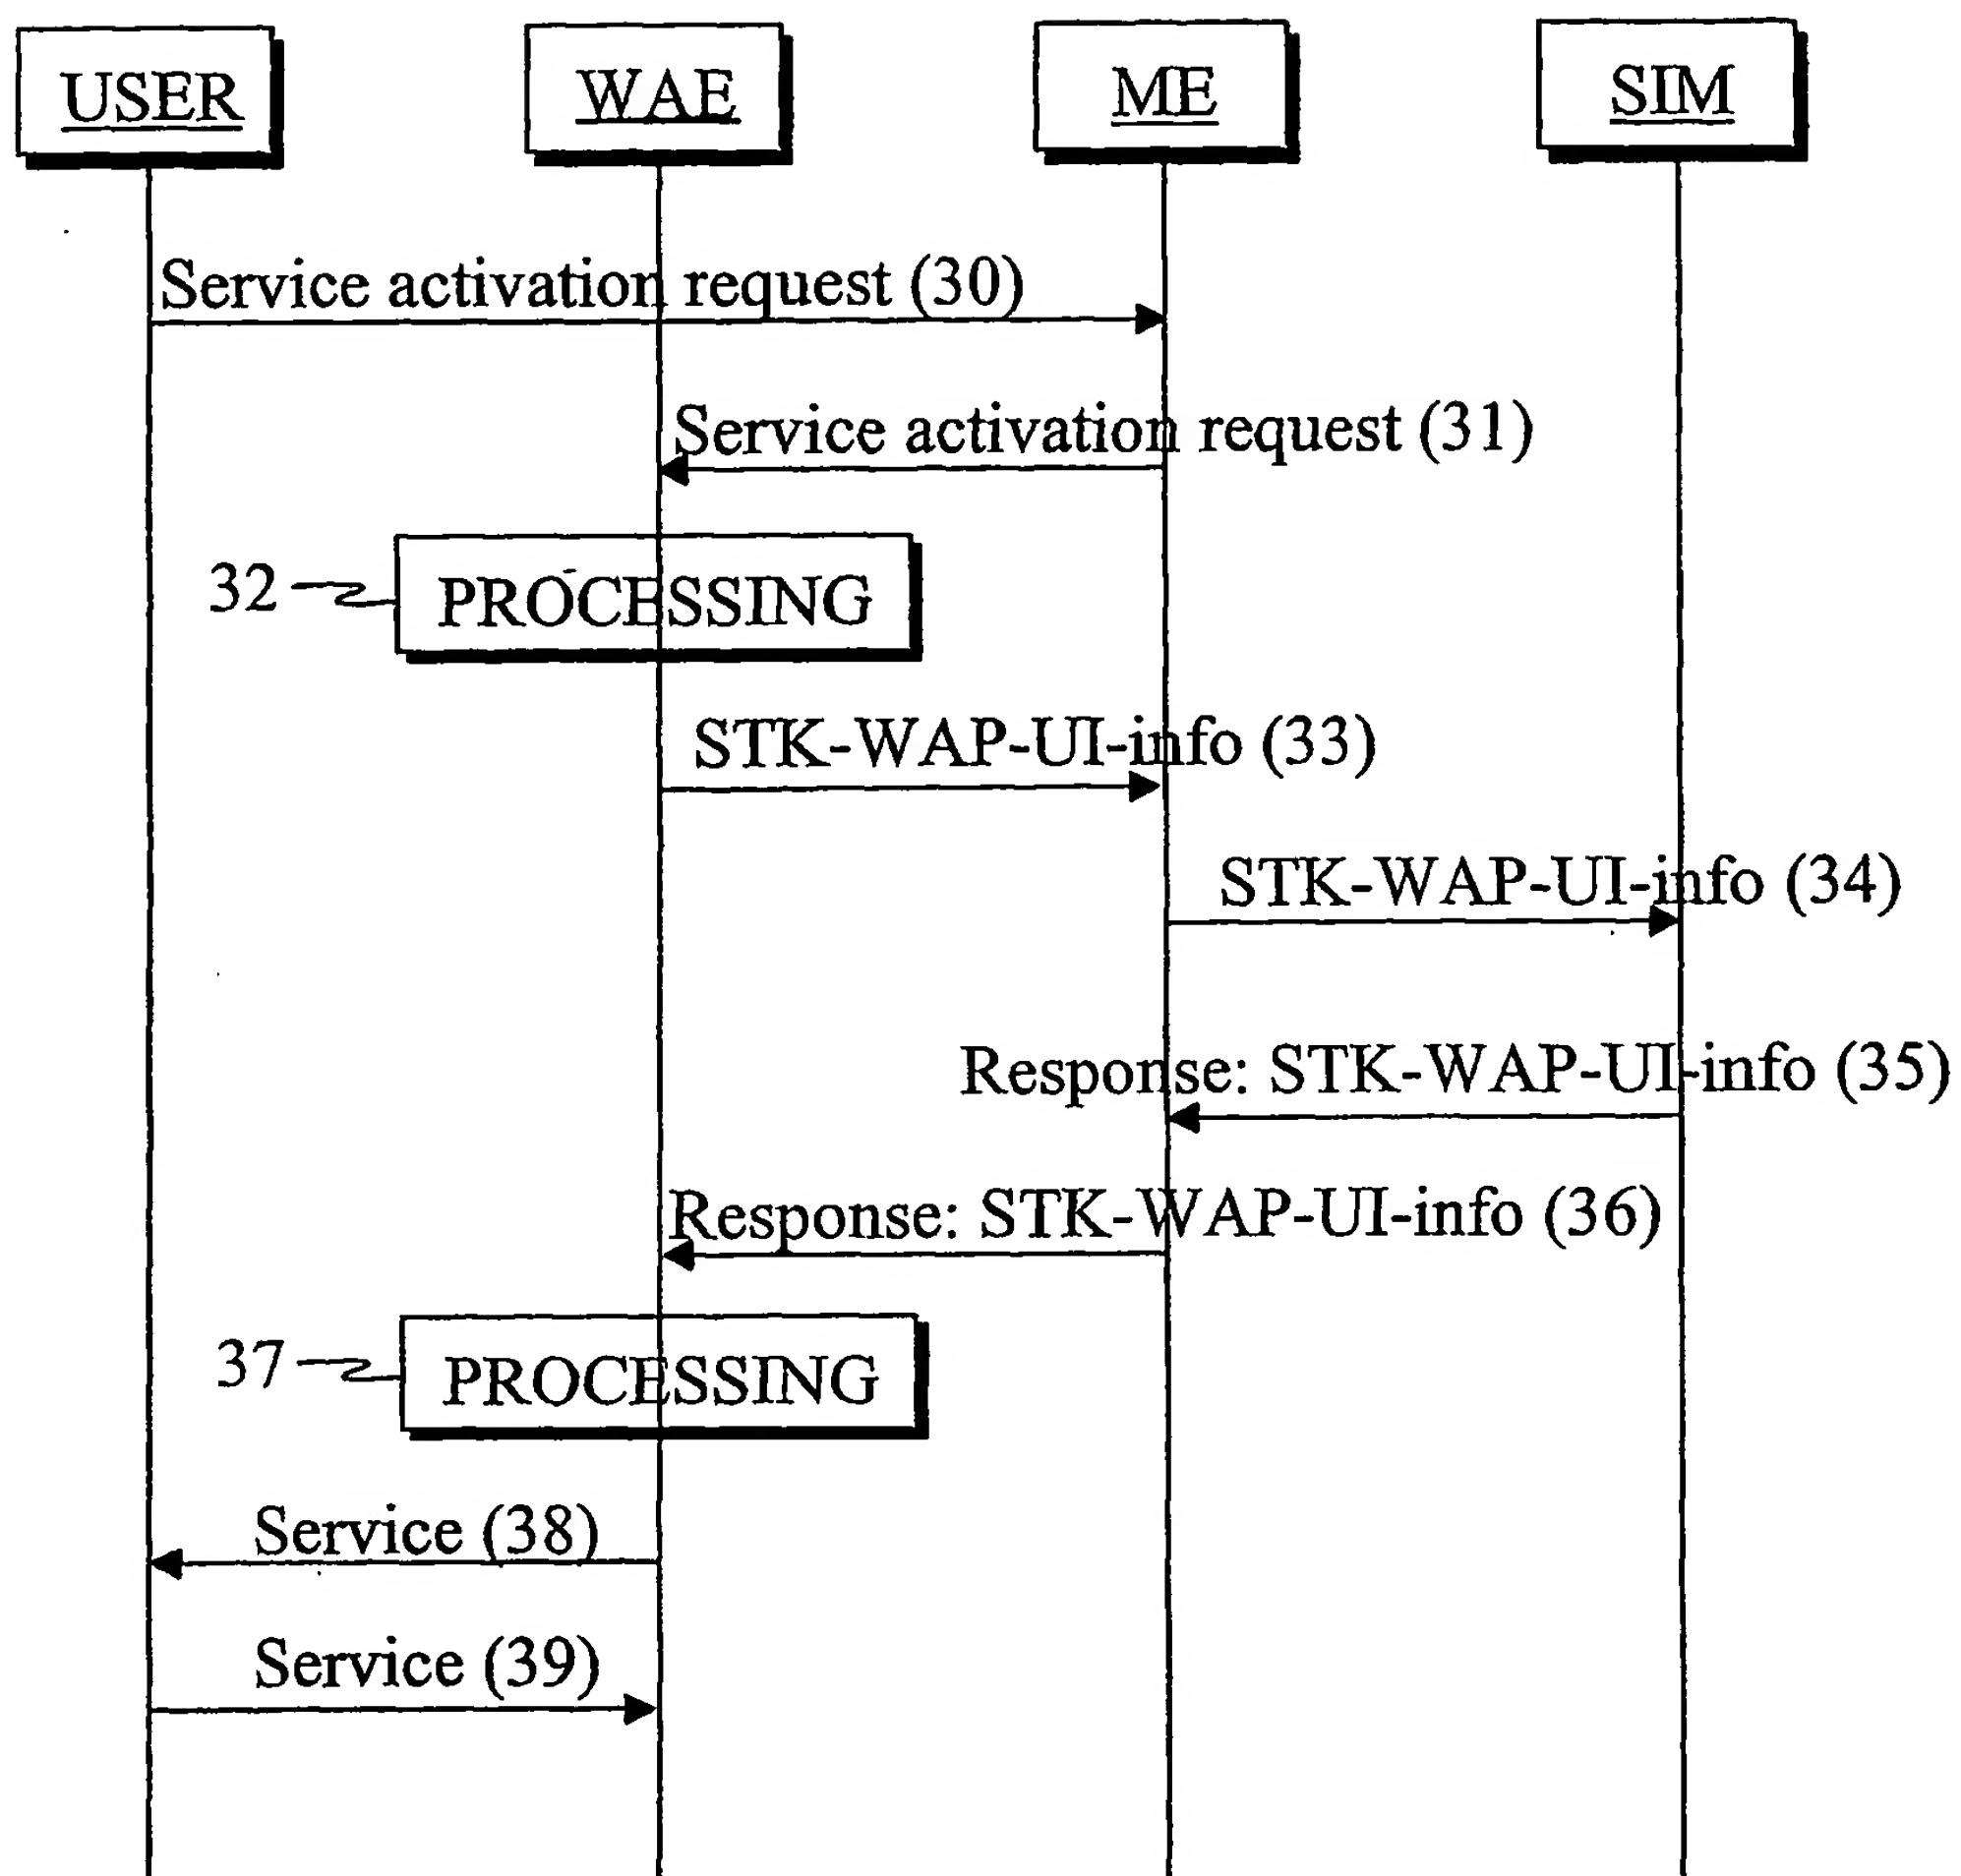 USER WAE ME SIM
Service activation request (30)
Service activation request (31)
32 PROCESSING
STK-WAP-UI-info (33)
STK-WAP-UI-info (34)
Response: STK-WAP-UI-info (35)
Response: STK-WAP-UI-info (36)
37 PROCESSING
Service (38)
Service (39)